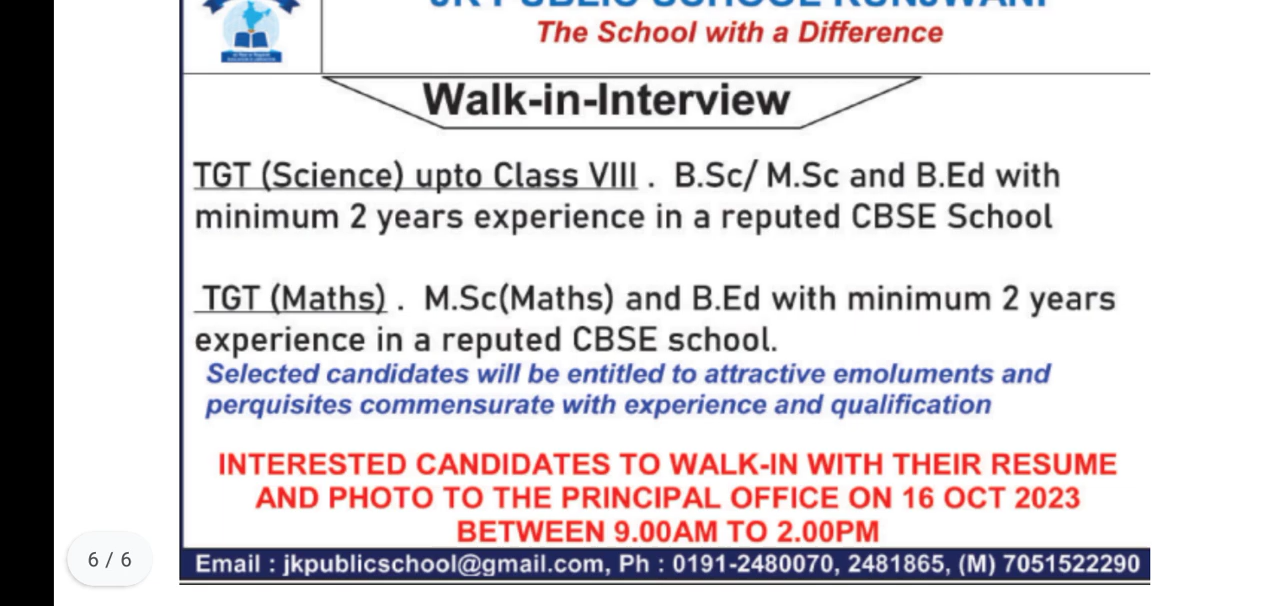 JK PUBLIC SCHOOL KUNJWANI
The School with a Difference
Walk-in-Interview
TGT (Science) upto Class VIII . B.Sc/ M.Sc and B.Ed with
minimum 2 years experience in a reputed CBSE School
TGT (Maths) . M.Sc(Maths) and B.Ed with minimum 2 years
experience in a reputed CBSE school.
Selected candidates will be entitled to attractive emoluments and
perquisites commensurate with experience and qualification
INTERESTED CANDIDATES TO WALK-IN WITH THEIR RESUME
AND PHOTO TO THE PRINCIPAL OFFICE ON 16 OCT 2023
BETWEEN 9.00AM TO 2.00PM
6 / 6
Email : jkpublicschool@gmail.com, Ph : 0191-2480070, 2481865, (M) 7051522290